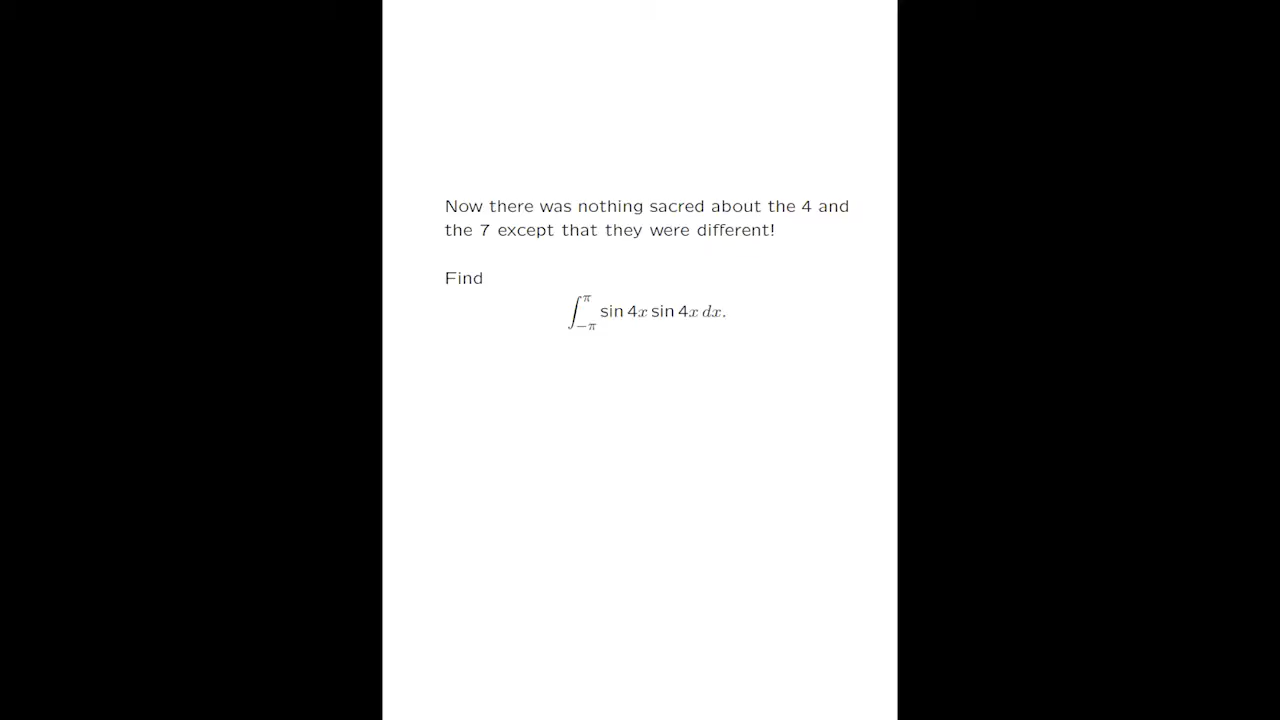 Now there was nothing sacred about the 4 and
the 7 except that they were different!
Find
∫_{−π}^{π} sin 4x sin 4x dx.